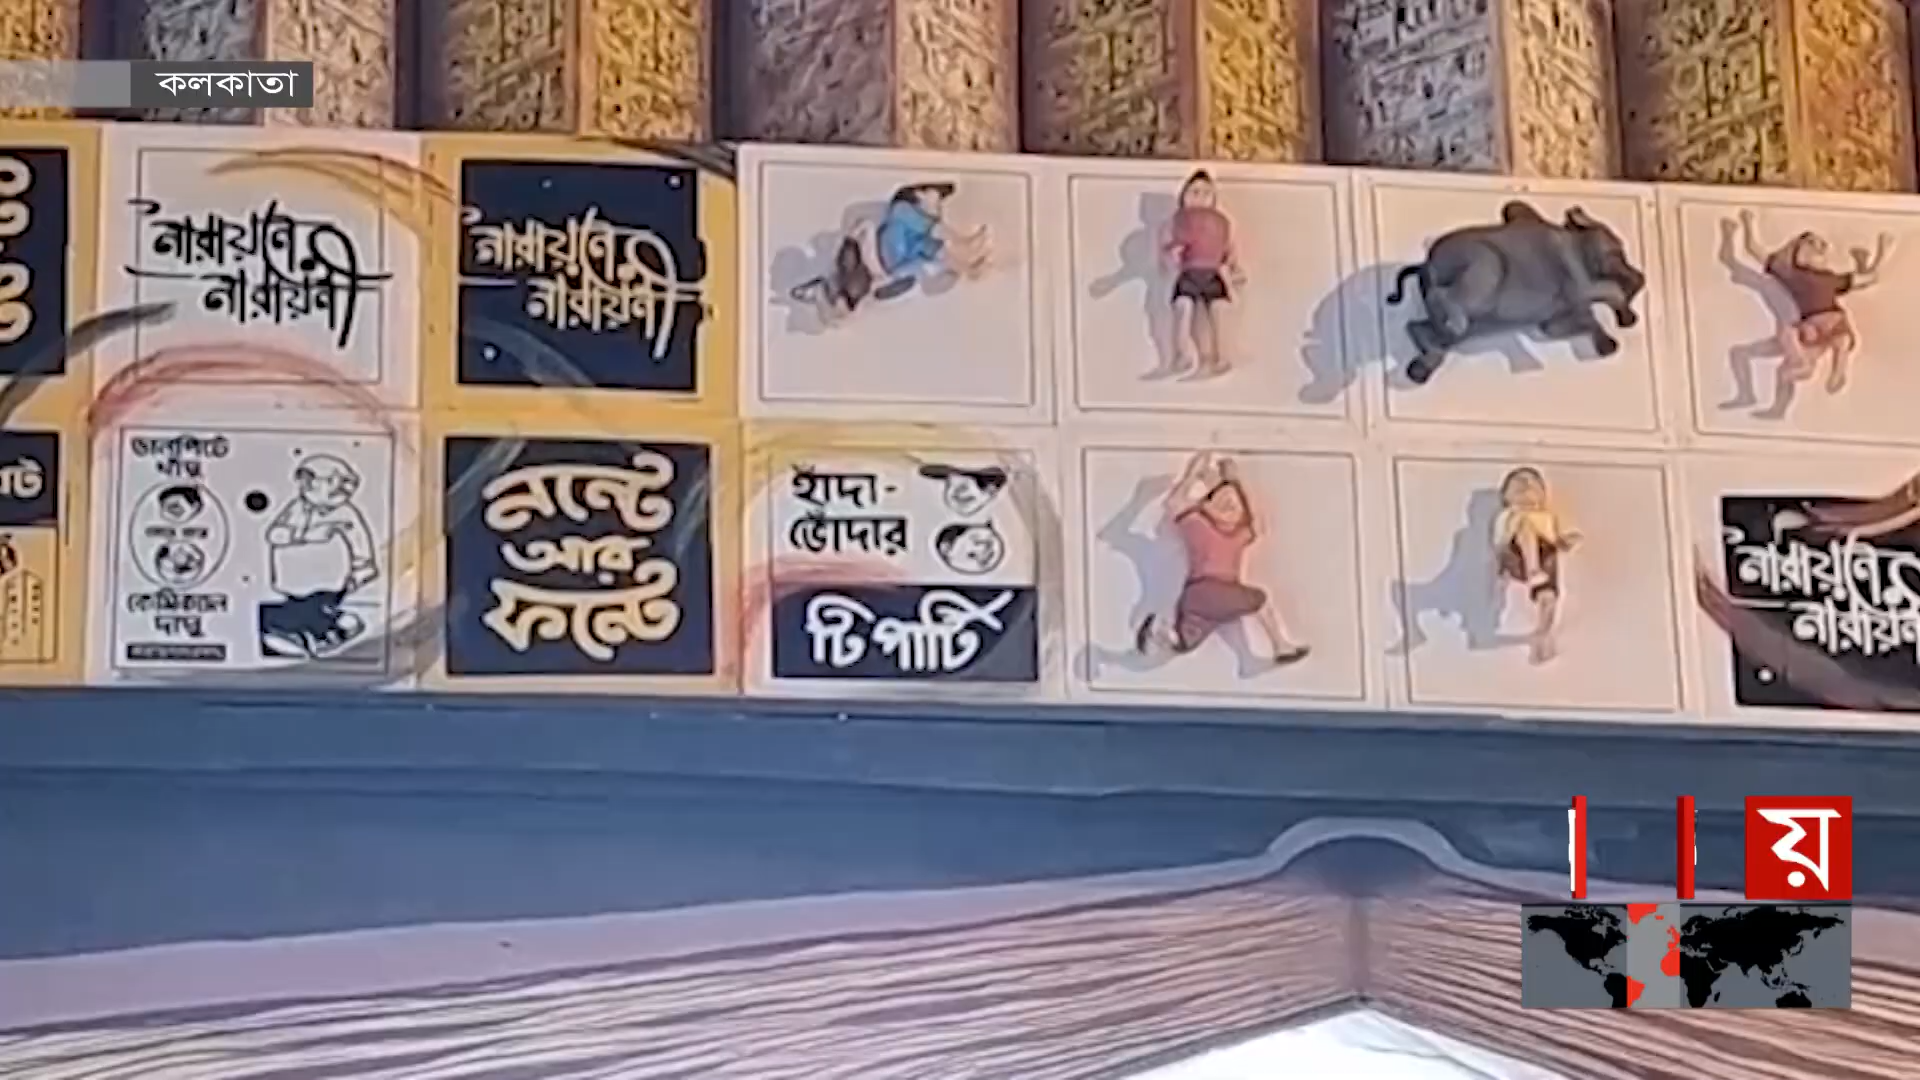 কলকাতা
নারায়ণি
নারায়ণী
নারায়ণি
নারায়ণী
ডানপিটে
খাঁদু
কেমিক্যাল
দাদু
নন্টে
আর
ফন্টে
হাঁদা-
ভোঁদার
টি পার্টি
নারায়ণি
য়